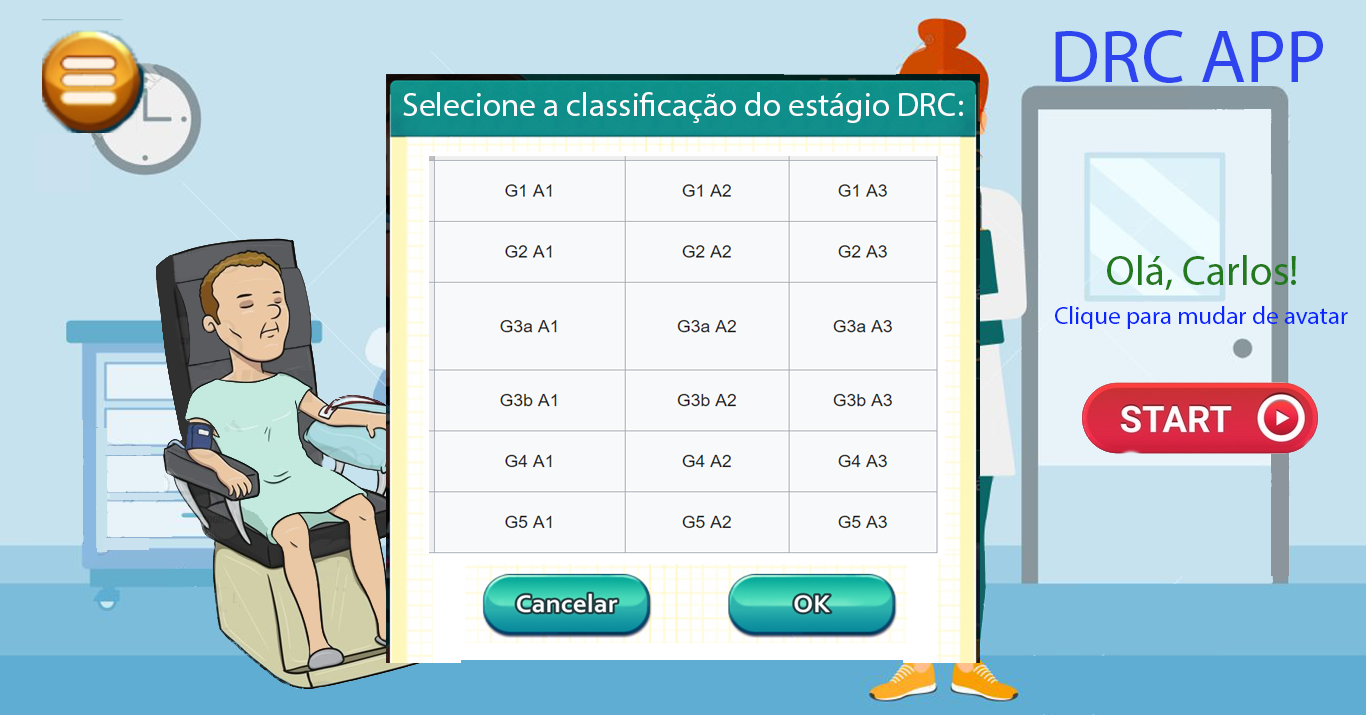 DRC APP
Selecione a classificação do estágio DRC:
G1 A1 G1 A2 G1 A3
G2 A1 G2 A2 G2 A3
G3a A1 G3a A2 G3a A3
G3b A1 G3b A2 G3b A3
G4 A1 G4 A2 G4 A3
G5 A1 G5 A2 G5 A3
Cancelar OK
Olá, Carlos!
Clique para mudar de avatar
START